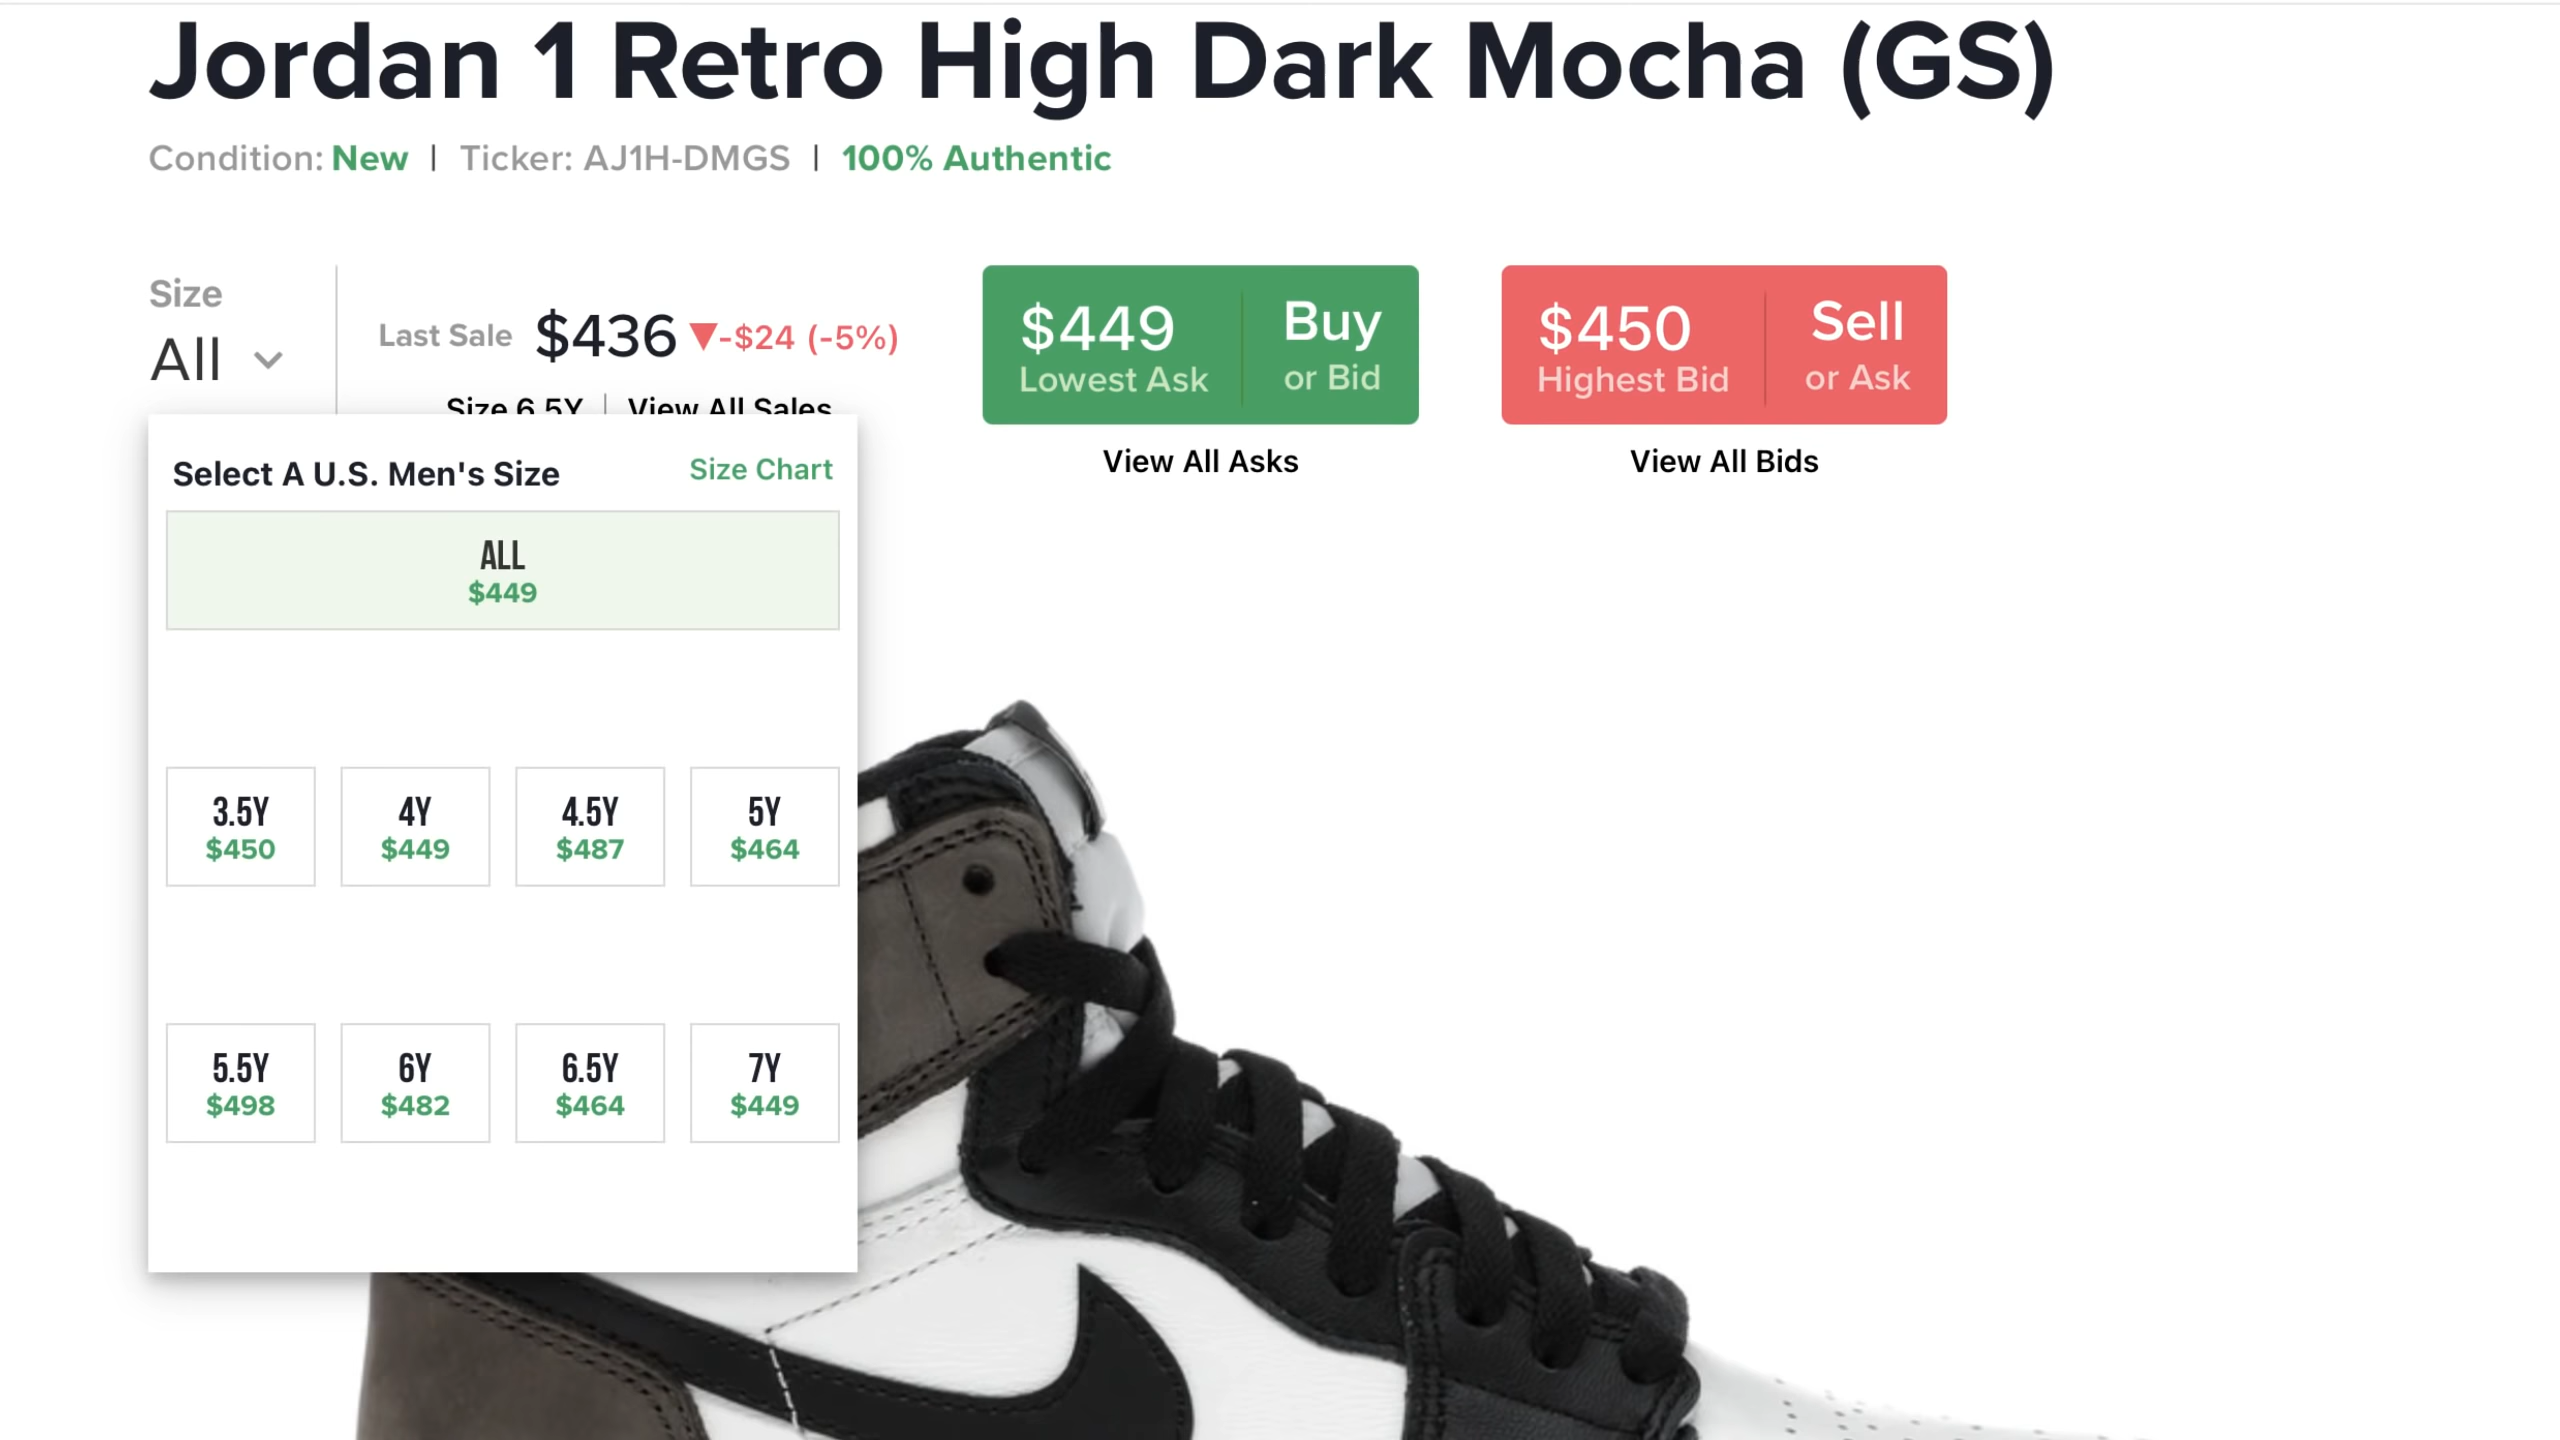 Jordan 1 Retro High Dark Mocha (GS)
Condition: New | Ticker: AJ1H-DMGS | 100% Authentic
Size
All
Last Sale $436 ▼-$24 (-5%)
Size 6.5Y | View All Sales
$449 Buy
Lowest Ask or Bid
View All Asks
$450 Sell
Highest Bid or Ask
View All Bids
Select A U.S. Men's Size Size Chart
ALL
$449
3.5Y 4Y 4.5Y 5Y
$450 $449 $487 $464
5.5Y 6Y 6.5Y 7Y
$498 $482 $464 $449